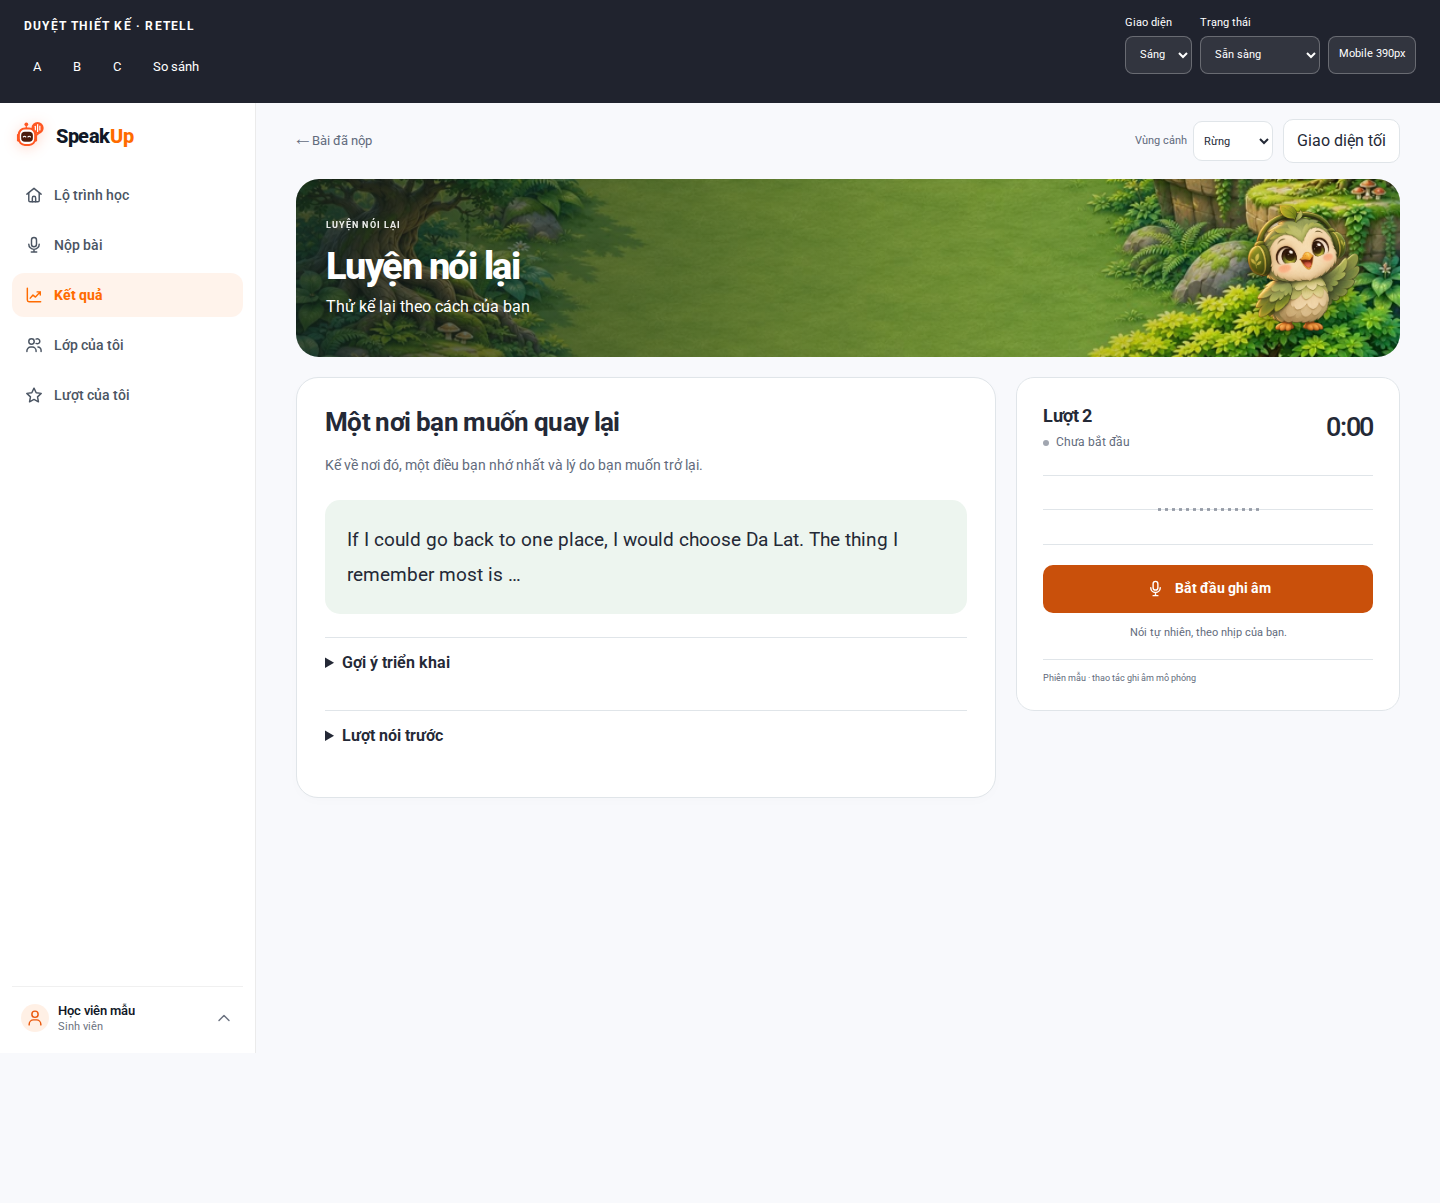 DUYỆT THIẾT KẾ · RETELL
A B C So sánh
Giao diện Trạng thái
Sáng Sẵn sàng Mobile 390px
SpeakUp
Lộ trình học
Nộp bài
Kết quả
Lớp của tôi
Lượt của tôi
Học viên mẫu
Sinh viên
← Bài đã nộp
Vùng cảnh Rừng Giao diện tối
LUYỆN NÓI LẠI
Luyện nói lại
Thử kể lại theo cách của bạn
Một nơi bạn muốn quay lại
Kể về nơi đó, một điều bạn nhớ nhất và lý do bạn muốn trở lại.
If I could go back to one place, I would choose Da Lat. The thing I
remember most is ...
Gợi ý triển khai
Lượt nói trước
Lượt 2
Chưa bắt đầu
0:00
Bắt đầu ghi âm
Nói tự nhiên, theo nhịp của bạn.
Phiên mẫu · thao tác ghi âm mô phỏng